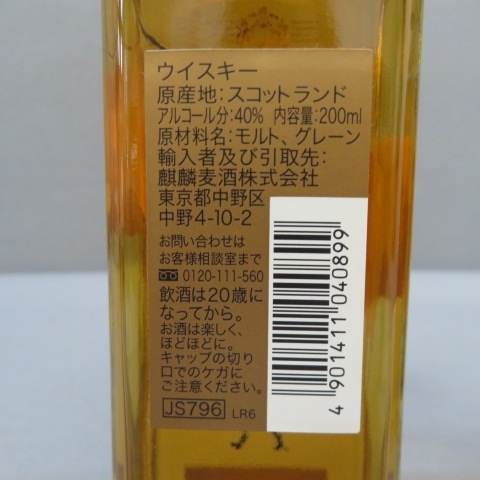 ウイスキー
原産地:スコットランド
アルコール分:40% 内容量:200ml
原材料名:モルト、グレーン
輸入者及び引取先:
麒麟麦酒株式会社
東京都中野区
中野4-10-2
お問い合わせは
お客様相談室まで
0120-111-560
飲酒は20歳に
なってから。
お酒は楽しく、
ほどほどに。
キャップの切り
口でのケガに
ご注意ください。
JS796 LR6
4 901411 040899